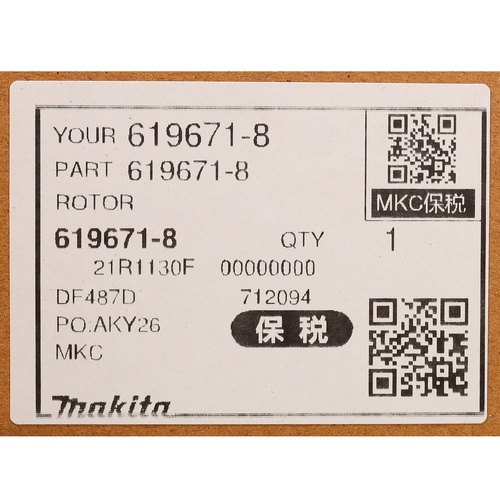 YOUR 619671-8
PART 619671-8
ROTOR
MKC保税
619671-8 QTY 1
21R1130F 00000000
DF487D 712094
PO.AKY26 保税
MKC
makita